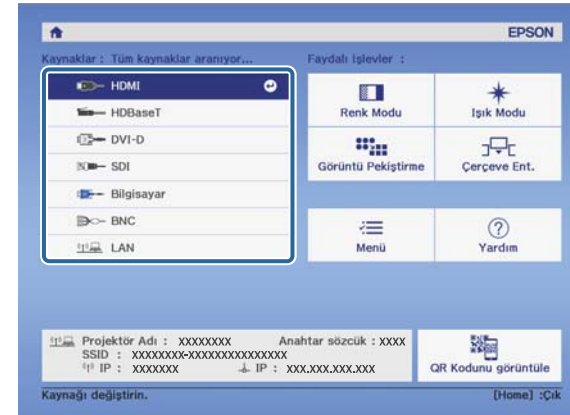 EPSON
Kaynaklar : Tüm kaynaklar aranıyor...
Faydalı İşlevler :
HDMI
HDBaseT
DVI-D
SDI
Bilgisayar
BNC
LAN
Renk Modu
Işık Modu
Görüntü Pekiştirme
Çerçeve Ent.
Menü
Yardım
Projektör Adı : XXXXXXXX Anahtar sözcük : XXXX
SSID : XXXXXXXX-XXXXXXXXXXXXXX
IP : XXXXXXX IP : XXX.XXX.XXX.XXX
QR Kodunu görüntüle
Kaynağı değiştirin. [Home] :Çık